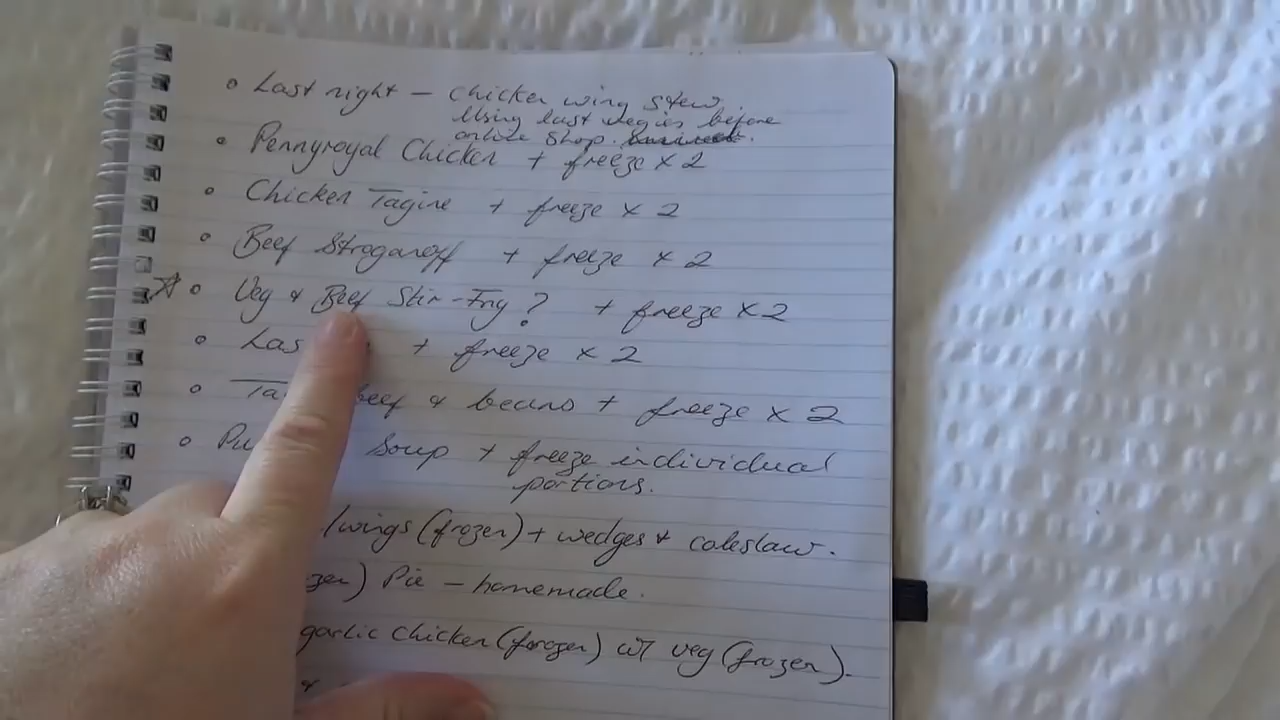 Last night – Chicken wing stew
Using last vegies before
online shop.
Pennyroyal Chicken + freeze x 2
Chicken Tagine + freeze x 2
Beef Stroganoff + freeze x 2
Veg & Beef Stir-Fry? + freeze x 2
+ freeze x 2
beef & beans + freeze x 2
Soup + freeze individual
portions.
/wings (frozen) + wedges & coleslaw.
Pie – homemade.
garlic chicken (frozen) w/ veg (frozen).
&